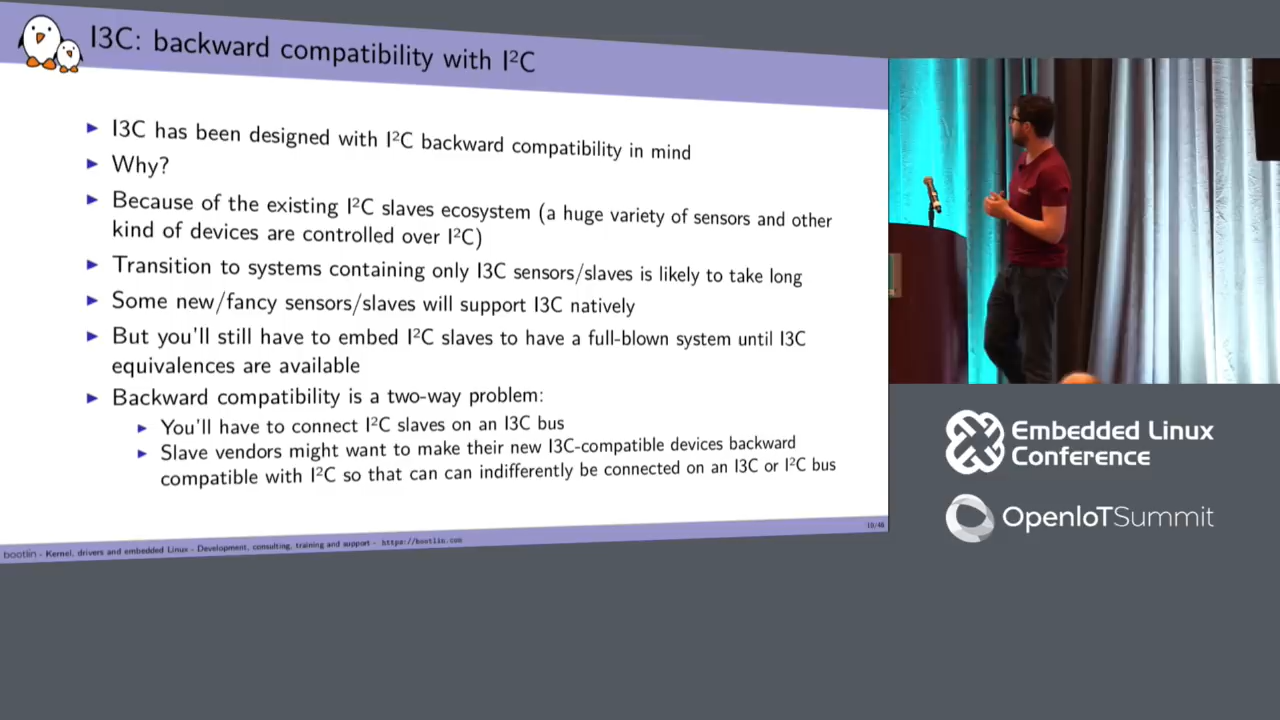 I3C: backward compatibility with I²C
I3C has been designed with I²C backward compatibility in mind
Why?
Because of the existing I²C slaves ecosystem (a huge variety of sensors and other
kind of devices are controlled over I²C)
Transition to systems containing only I3C sensors/slaves is likely to take long
Some new/fancy sensors/slaves will support I3C natively
But you'll still have to embed I²C slaves to have a full-blown system until I3C
equivalences are available
Backward compatibility is a two-way problem:
You'll have to connect I²C slaves on an I3C bus
Slave vendors might want to make their new I3C-compatible devices backward
compatible with I²C so that can can indifferently be connected on an I3C or I²C bus
bootlin - Kernel, drivers and embedded Linux - Development, consulting, training and support - https://bootlin.com
10/46
Embedded Linux
Conference
OpenIoTSummit